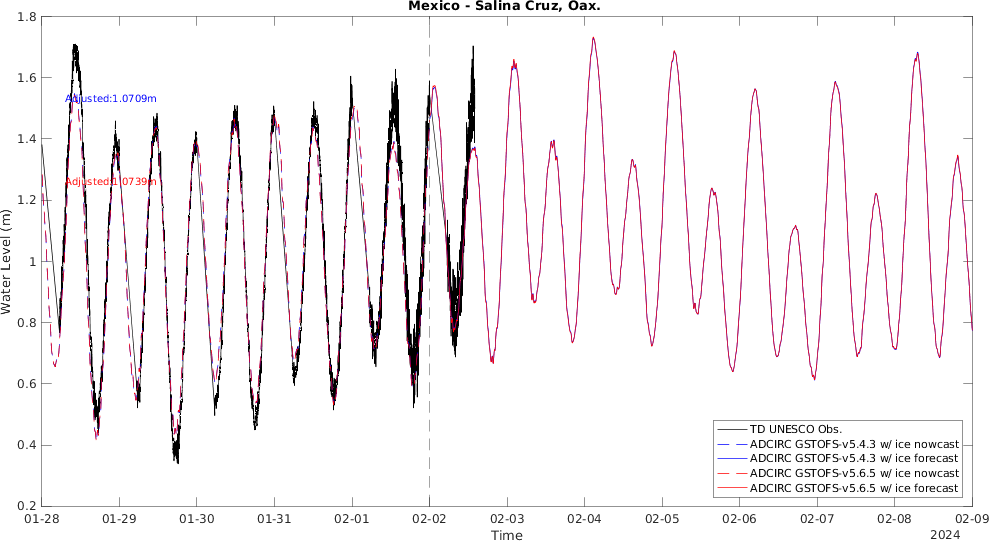 Mexico - Salina Cruz, Oax.
1.8
1.6
1.4
1.2
1
0.8
0.6
0.4
0.2
Water Level (m)
Adjusted:1.0709m
Adjusted:1.0739m
TD UNESCO Obs.
ADCIRC GSTOFS-v5.4.3 w/ ice nowcast
ADCIRC GSTOFS-v5.4.3 w/ ice forecast
ADCIRC GSTOFS-v5.6.5 w/ ice nowcast
ADCIRC GSTOFS-v5.6.5 w/ ice forecast
01-28 01-29 01-30 01-31 02-01 02-02 02-03 02-04 02-05 02-06 02-07 02-08 02-09
Time
2024